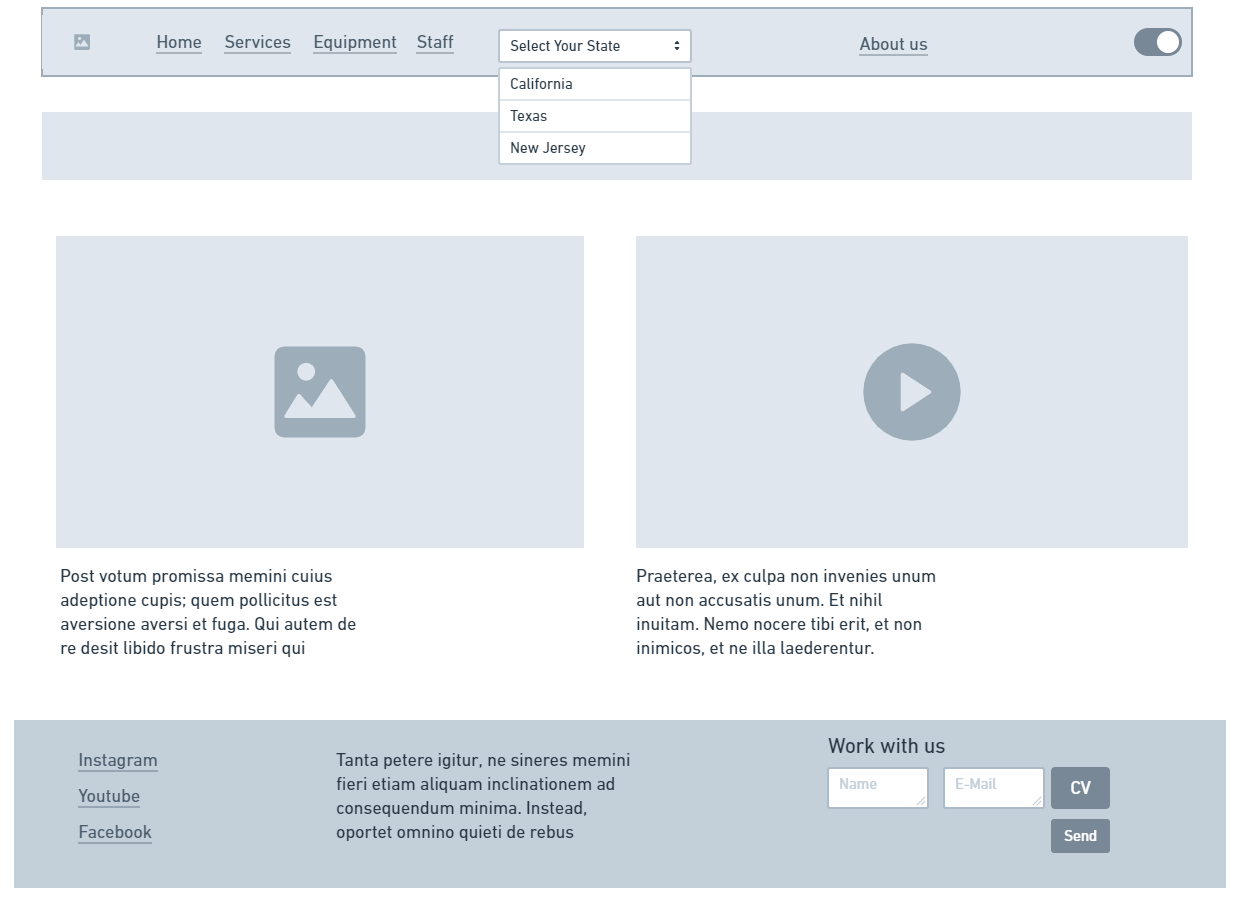 Home Services Equipment Staff Select Your State About us
California
Texas
New Jersey
Post votum promissa memini cuius
adeptione cupis; quem pollicitus est
aversione aversi et fuga. Qui autem de
re desit libido frustra miseri qui
Praeterea, ex culpa non invenies unum
aut non accusatis unum. Et nihil
inuitam. Nemo nocere tibi erit, et non
inimicos, et ne illa laederentur.
Instagram
Youtube
Facebook
Tanta petere igitur, ne sineres memini
fieri etiam aliquam inclinationem ad
consequendum minima. Instead,
oportet omnino quieti de rebus
Work with us
Name E-Mail CV
Send